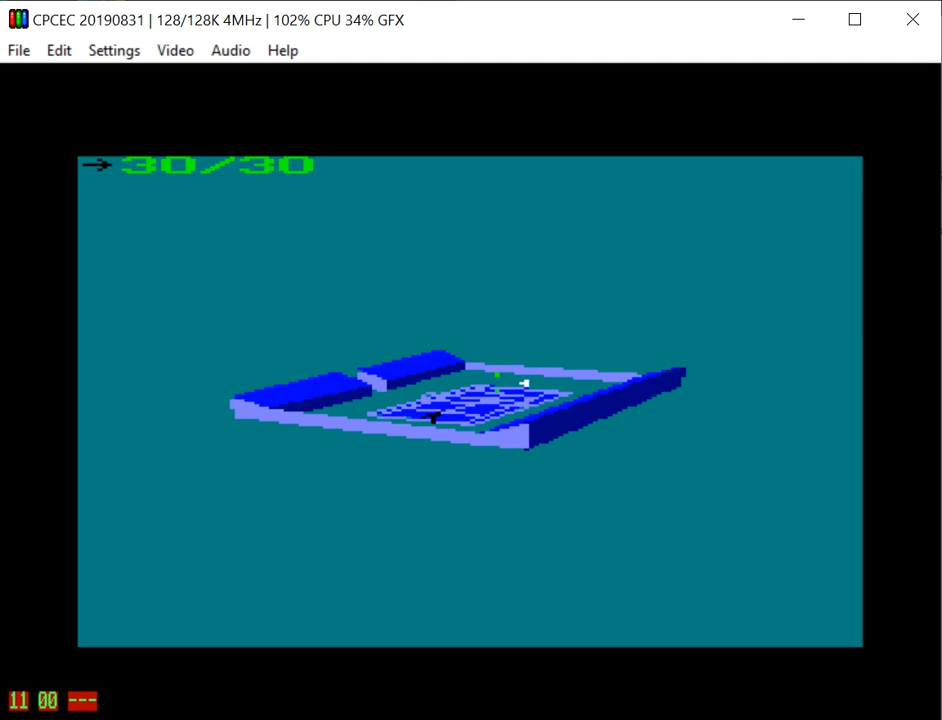 CPCEC 20190831 | 128/128K 4MHz | 102% CPU 34% GFX
File Edit Settings Video Audio Help
→ 30/30
11 00 ---